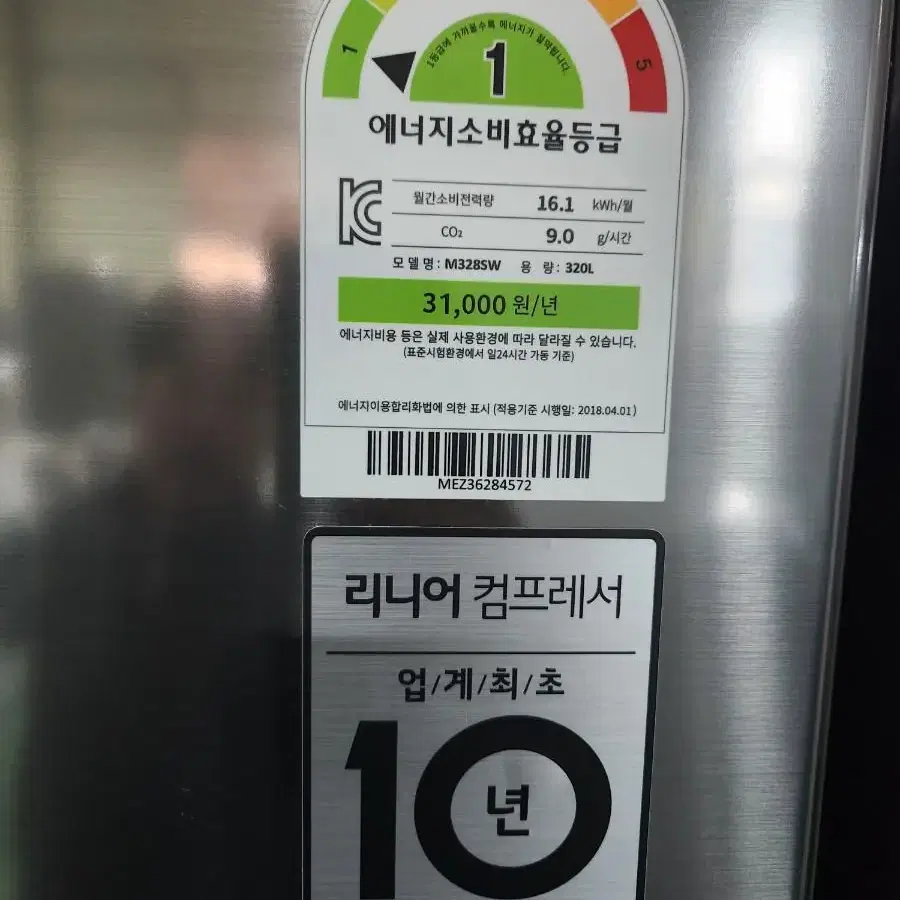 1
5
1등급에 가까울수록 에너지가 절약됩니다.
1
에너지소비효율등급
월간소비전력량 16.1 kWh/월
CO₂ 9.0 g/시간
모델명: M328SW 용 량: 320L
31,000 원/년
에너지비용 등은 실제 사용환경에 따라 달라질 수 있습니다.
(표준시험환경에서 일24시간 가동 기준)
에너지이용합리화법에 의한 표시 (적용기준 시행일: 2018.04.01)
MEZ36284572
리니어 컴프레서
업/계/최/초
10년